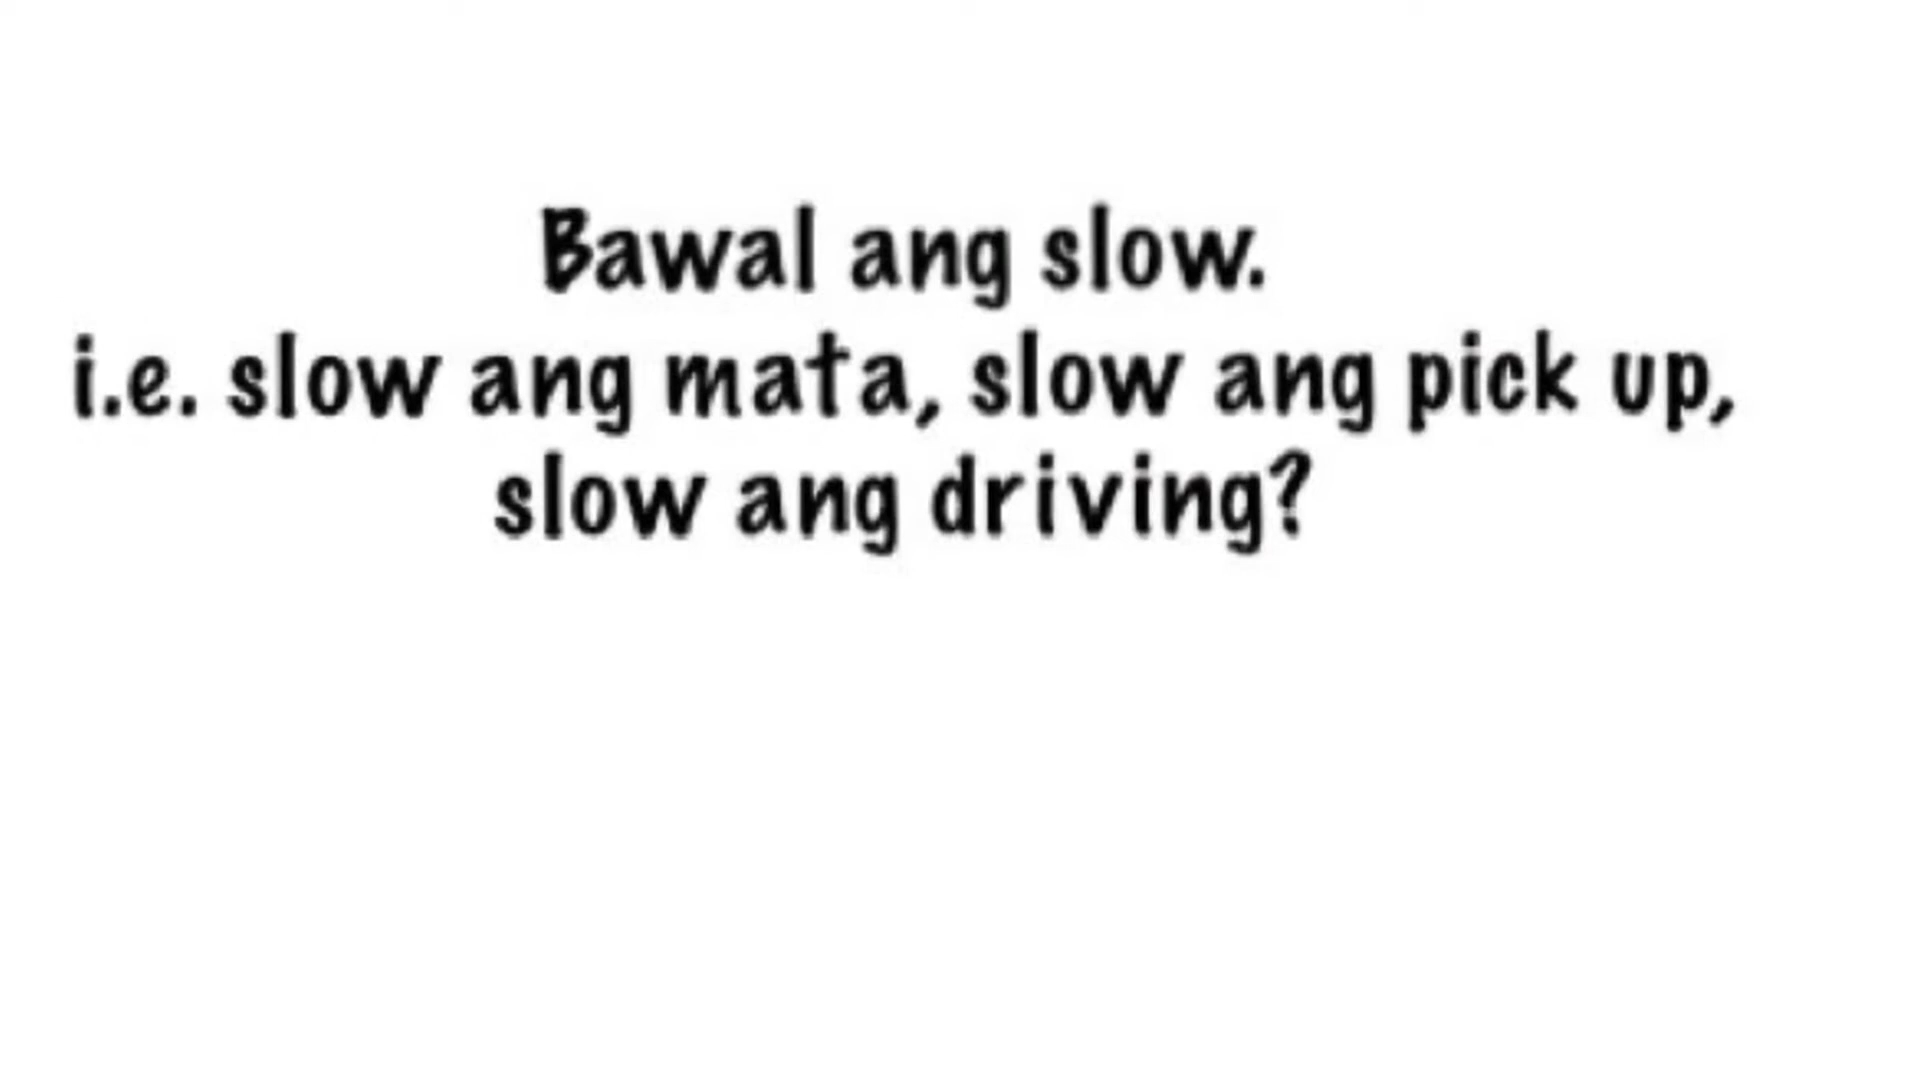 Bawal ang slow.
i.e. slow ang mata, slow ang pick up,
slow ang driving?